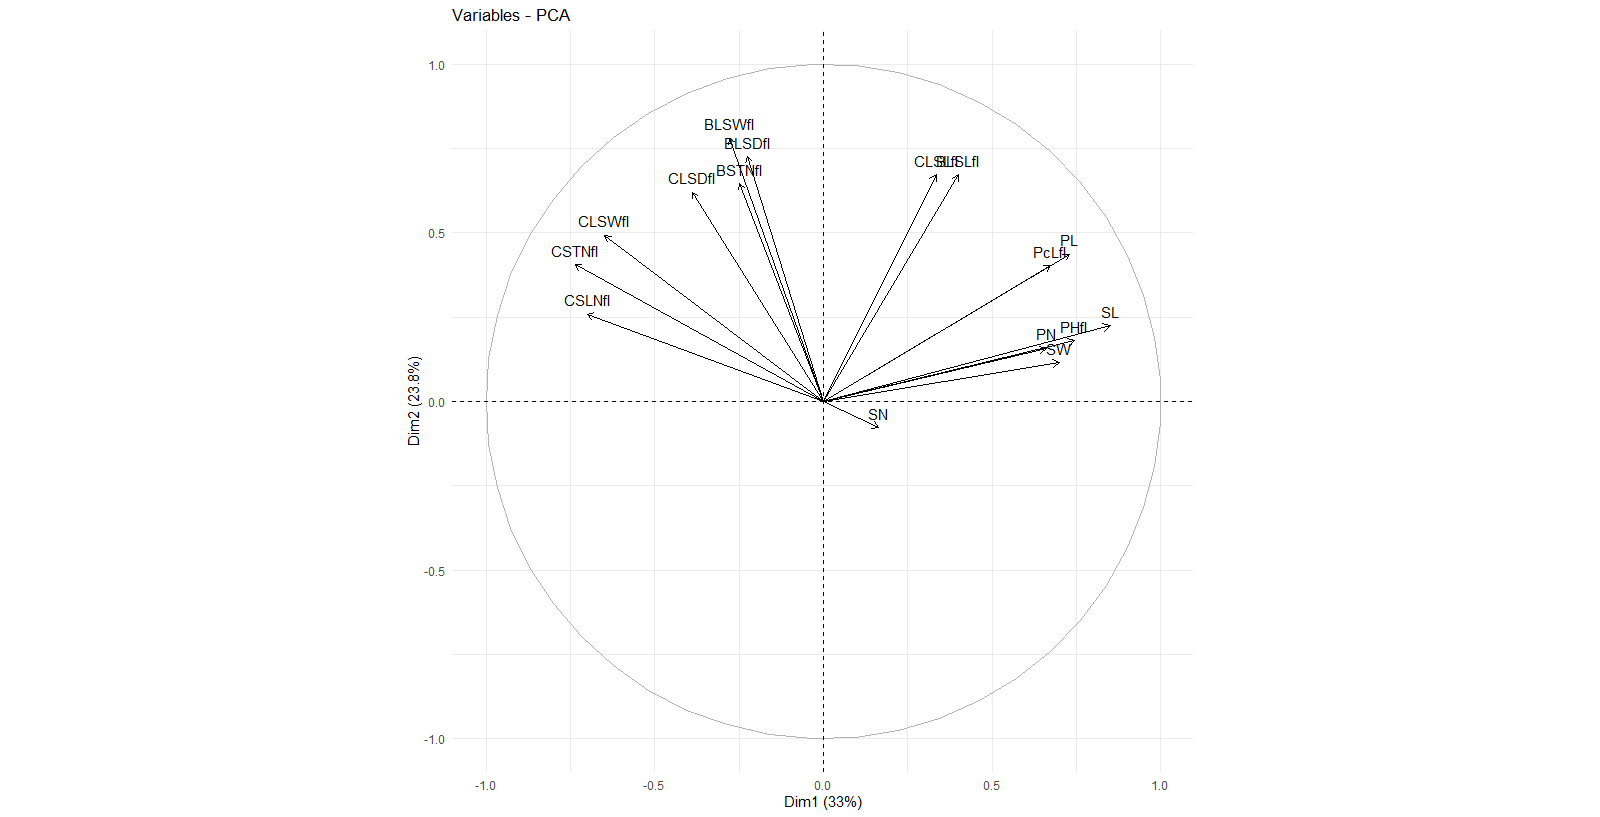 Variables - PCA
1.0
BLSWfl
BLSDfl
BSTNfl
CLSDfl
CLSLfl
BLSLfl
CLSWfl
0.5
CSTNfl
PL
PcLfl
CSLNfl
SL
PHfl
PN
SW
0.0
SN
Dim2 (23.8%)
-0.5
-1.0
-1.0
-0.5
0.0
0.5
1.0
Dim1 (33%)